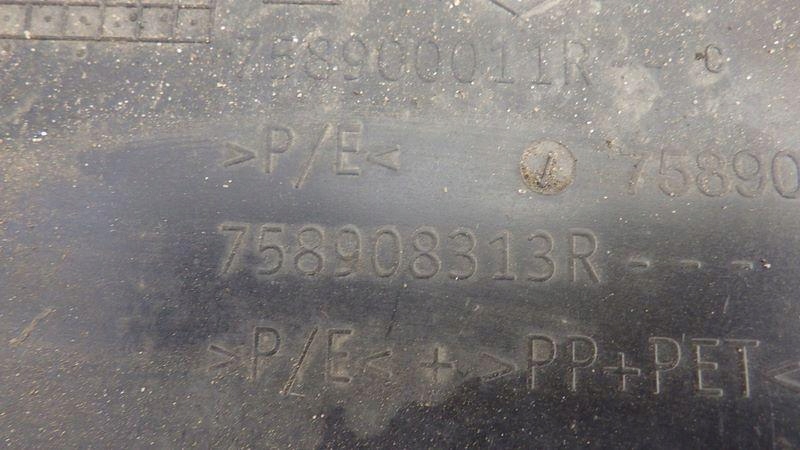 758900011R -- C
>P/E< 75890
758908313R---
>P/E< + >PP+PET<